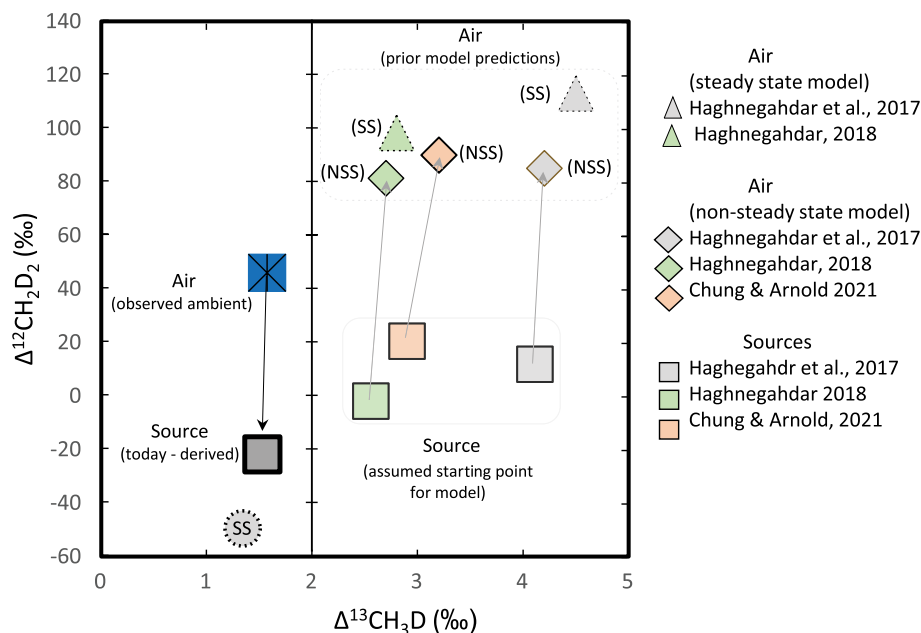 140
120
100
80
60
40
20
0
-20
-40
-60
Δ¹²CH₂D₂ (‰)
0
1
2
3
4
5
Δ¹³CH₃D (‰)
Air
(prior model predictions)
(SS)
(SS)
(NSS)
(NSS)
(NSS)
Air
(observed ambient)
Source
(today - derived)
SS
Source
(assumed starting point
for model)
Air
(steady state model)
Haghnegahdar et al., 2017
Haghnegahdar, 2018
Air
(non-steady state model)
Haghnegahdar et al., 2017
Haghnegahdar, 2018
Chung & Arnold 2021
Sources
Haghegahdr et al., 2017
Haghnegahdar 2018
Chung & Arnold, 2021